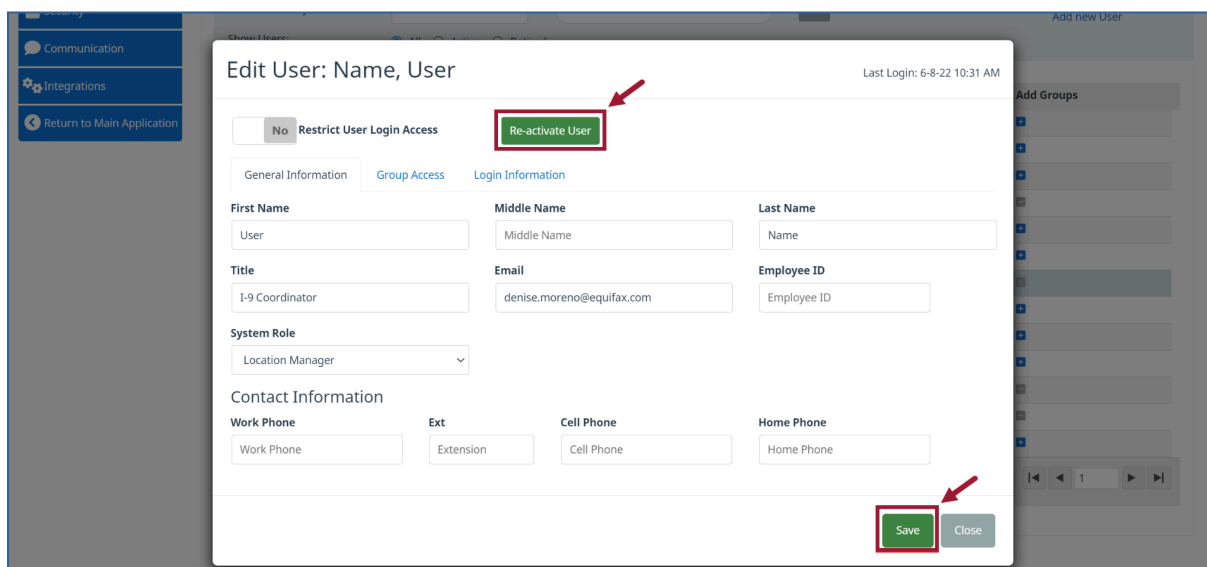 Security
Add new User
Show Users:
Communication
Edit User: Name, User
Last Login: 6-8-22 10:31 AM
Integrations
Add Groups
Return to Main Application
No Restrict User Login Access
Re-activate User
General Information Group Access Login Information
First Name Middle Name Last Name
User Middle Name Name
Title Email Employee ID
I-9 Coordinator denise.moreno@equifax.com Employee ID
System Role
Location Manager
Contact Information
Work Phone Ext Cell Phone Home Phone
Work Phone Extension Cell Phone Home Phone
1
Save Close